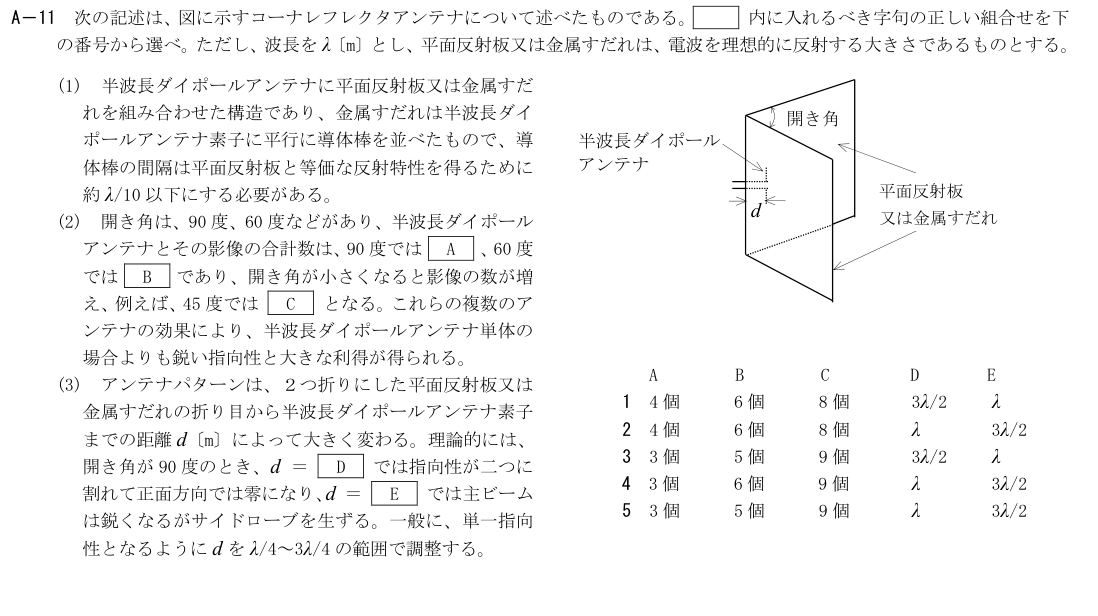 A－11 次の記述は、図に示すコーナレフレクタアンテナについて述べたものである。 内に入れるべき字句の正しい組合せを下
の番号から選べ。ただし、波長をλ〔m〕とし、平面反射板又は金属すだれは、電波を理想的に反射する大きさであるものとする。
(1) 半波長ダイポールアンテナに平面反射板又は金属すだ
れを組み合わせた構造であり、金属すだれは半波長ダイ
ポールアンテナ素子に平行に導体棒を並べたもので、導
体棒の間隔は平面反射板と等価な反射特性を得るために
約λ/10 以下にする必要がある。
(2) 開き角は、90 度、60 度などがあり、半波長ダイポール
アンテナとその影像の合計数は、90 度では A 、60 度
では B であり、開き角が小さくなると影像の数が増
え、例えば、45 度では C となる。これらの複数のア
ンテナの効果により、半波長ダイポールアンテナ単体の
場合よりも鋭い指向性と大きな利得が得られる。
(3) アンテナパターンは、２つ折りにした平面反射板又は
金属すだれの折り目から半波長ダイポールアンテナ素子
までの距離 d〔m〕によって大きく変わる。理論的には、
開き角が 90 度のとき、d ＝ D では指向性が二つに
割れて正面方向では零になり、d ＝ E では主ビーム
は鋭くなるがサイドローブを生ずる。一般に、単一指向
性となるように d を λ/4～3λ/4 の範囲で調整する。
開き角
半波長ダイポール
アンテナ
d
平面反射板
又は金属すだれ
A B C D E
1 4 個 6 個 8 個 3λ/2 λ
2 4 個 6 個 8 個 λ 3λ/2
3 3 個 5 個 9 個 3λ/2 λ
4 3 個 6 個 9 個 λ 3λ/2
5 3 個 5 個 9 個 λ 3λ/2